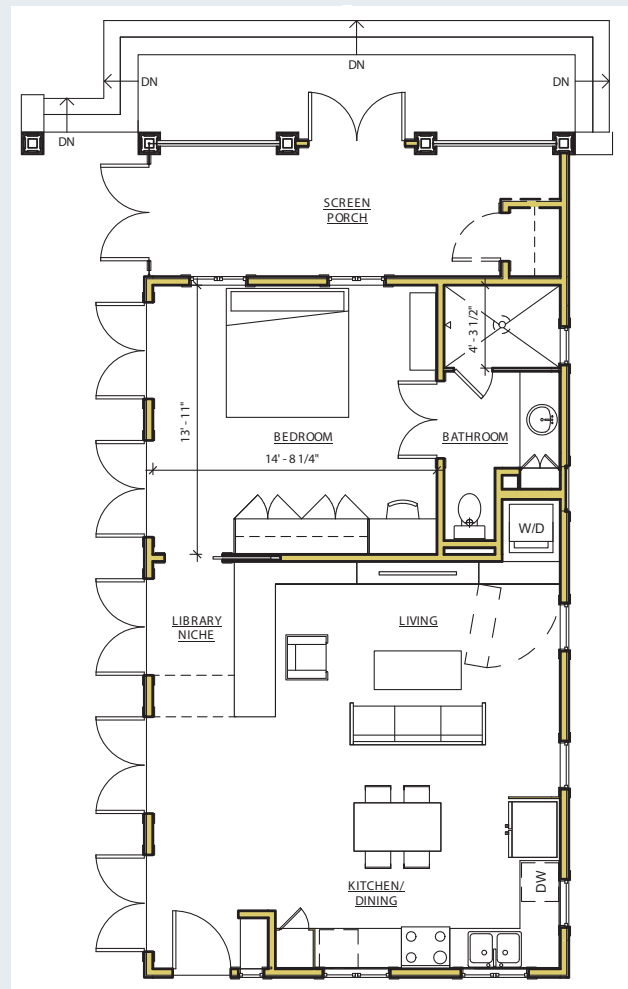 DN
DN
DN
DN
SCREEN
PORCH
4' - 3 1/2"
13' - 11"
BEDROOM
14' - 8 1/4"
BATHROOM
W/D
LIBRARY
NICHE
LIVING
DW
KITCHEN/
DINING